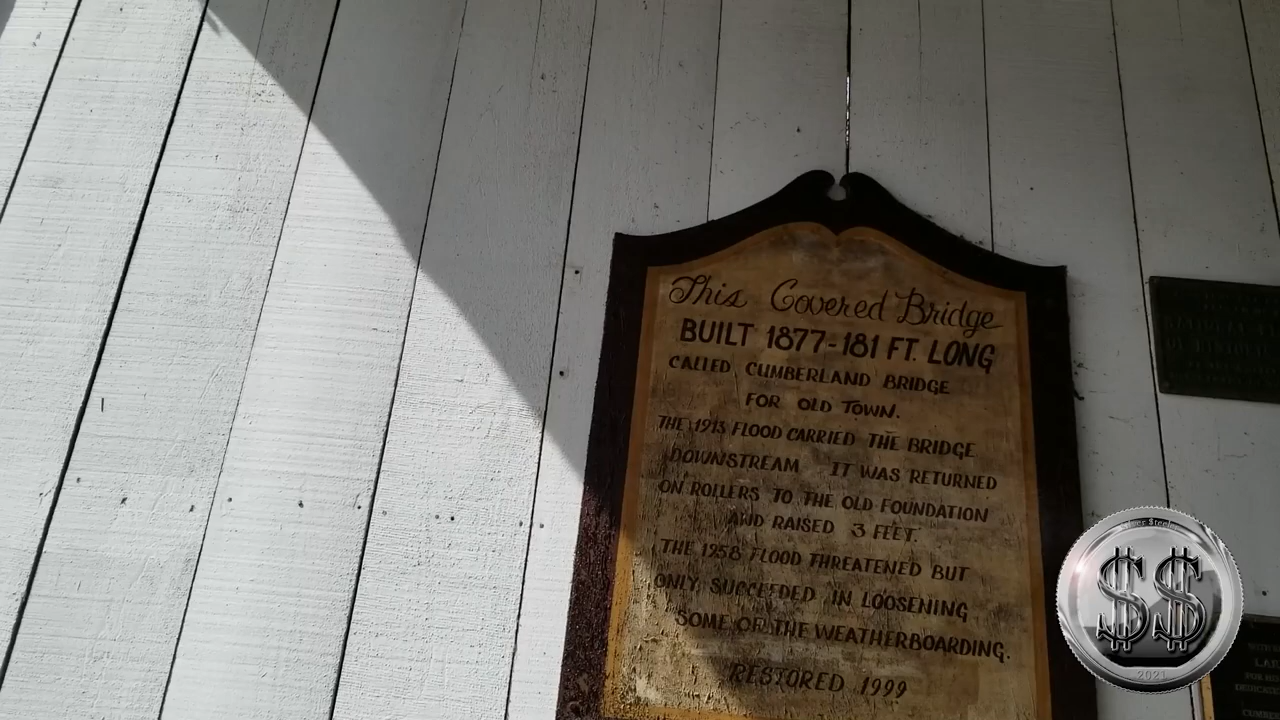 This Covered Bridge
BUILT 1877-181 FT. LONG
CALLED CUMBERLAND BRIDGE
FOR OLD TOWN.
THE 1913 FLOOD CARRIED THE BRIDGE
DOWNSTREAM IT WAS RETURNED
ON ROLLERS TO THE OLD FOUNDATION
AND RAISED 3 FEET.
THE 1958 FLOOD THREATENED BUT
ONLY SUCCEEDED IN LOOSENING
SOME OF THE WEATHERBOARDING.
RESTORED 1999
$$
2021